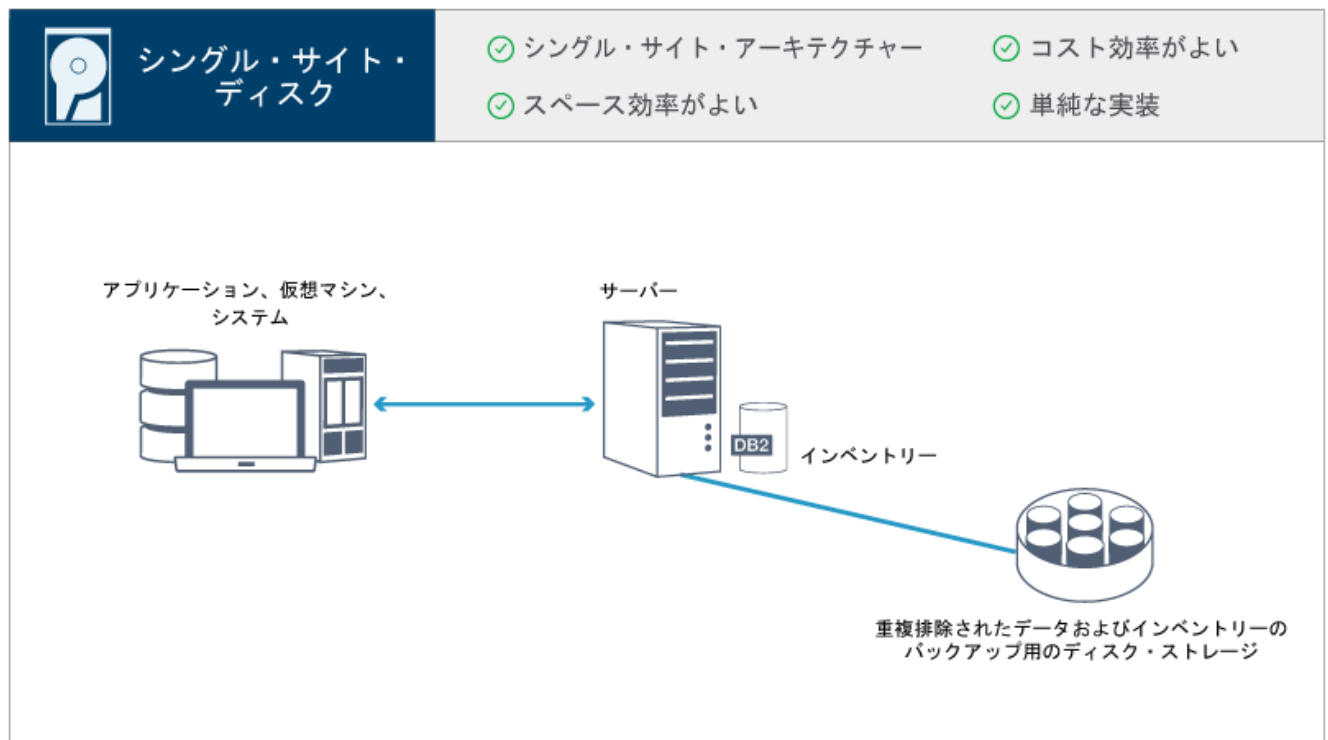 シングル・サイト・
ディスク
シングル・サイト・アーキテクチャー
コスト効率がよい
スペース効率がよい
単純な実装
アプリケーション、仮想マシン、
システム
サーバー
DB2
インベントリー
重複排除されたデータおよびインベントリーの
バックアップ用のディスク・ストレージ